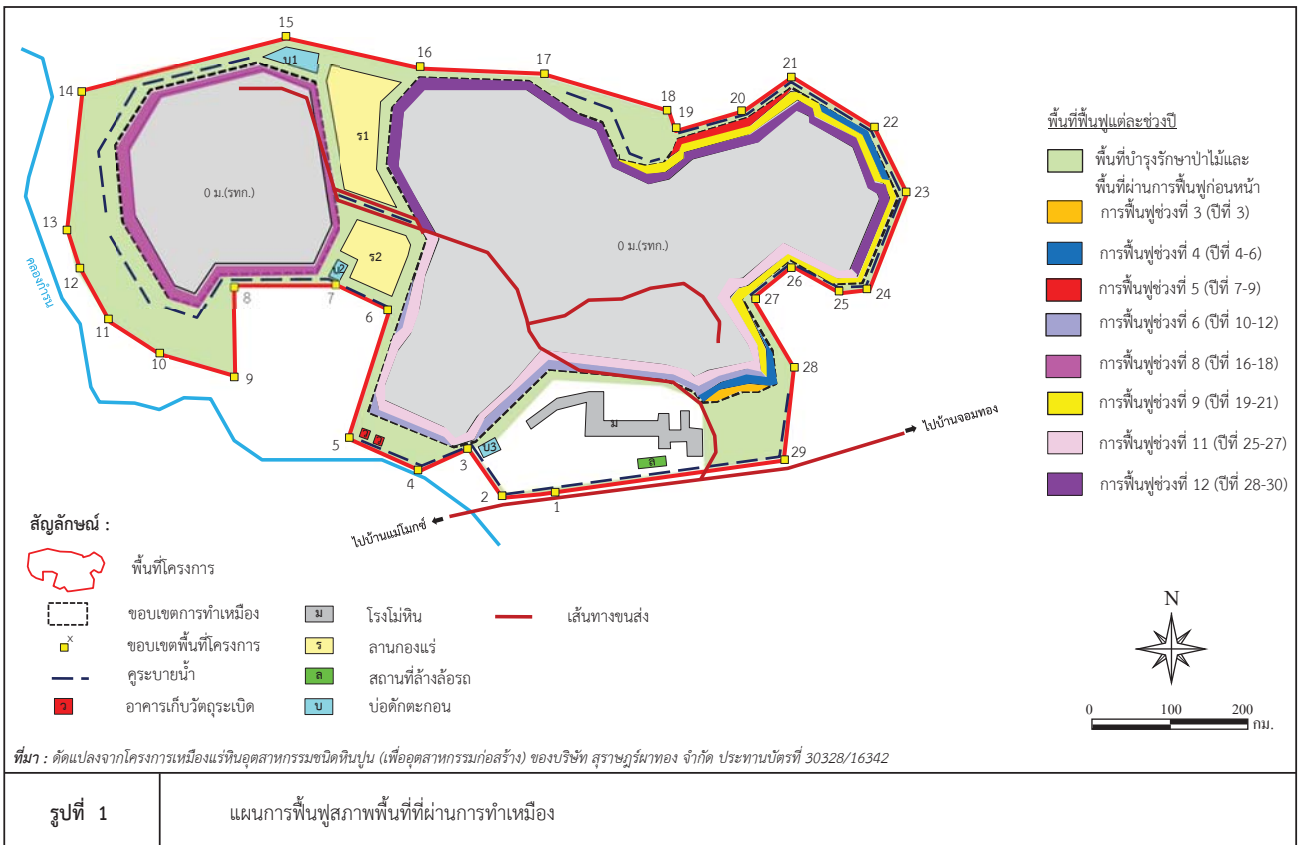 15
16
17
14
บ1
ร1
18
19
20
21
22
23
0 ม.(รทก.)
0 ม.(รทก.)
13
12
คลองกำรน
ร2
บ2
8
7
6
11
10
9
26
27
25
24
28
5
ว
ว
4
3
บ3
ม
ล
2
1
29
ไปบ้านจอมทอง
ไปบ้านแม่โมกข์
พื้นที่ฟื้นฟูแต่ละช่วงปี
พื้นที่บำรุงรักษาป่าไม้และ
พื้นที่ผ่านการฟื้นฟูก่อนหน้า
การฟื้นฟูช่วงที่ 3 (ปีที่ 3)
การฟื้นฟูช่วงที่ 4 (ปีที่ 4-6)
การฟื้นฟูช่วงที่ 5 (ปีที่ 7-9)
การฟื้นฟูช่วงที่ 6 (ปีที่ 10-12)
การฟื้นฟูช่วงที่ 8 (ปีที่ 16-18)
การฟื้นฟูช่วงที่ 9 (ปีที่ 19-21)
การฟื้นฟูช่วงที่ 11 (ปีที่ 25-27)
การฟื้นฟูช่วงที่ 12 (ปีที่ 28-30)
สัญลักษณ์ :
พื้นที่โครงการ
ขอบเขตการทำเหมือง
ม โรงโม่หิน
เส้นทางขนส่ง
x ขอบเขตพื้นที่โครงการ
ร ลานกองแร่
คูระบายน้ำ
ล สถานที่ล้างล้อรถ
ว อาคารเก็บวัตถุระเบิด
บ บ่อดักตะกอน
N
0 100 200
กม.
ที่มา : ดัดแปลงจากโครงการเหมืองแร่หินอุตสาหกรรมชนิดหินปูน (เพื่ออุตสาหกรรมก่อสร้าง) ของบริษัท สุราษฎร์ผาทอง จำกัด ประทานบัตรที่ 30328/16342
รูปที่ 1
แผนการฟื้นฟูสภาพพื้นที่ที่ผ่านการทำเหมือง